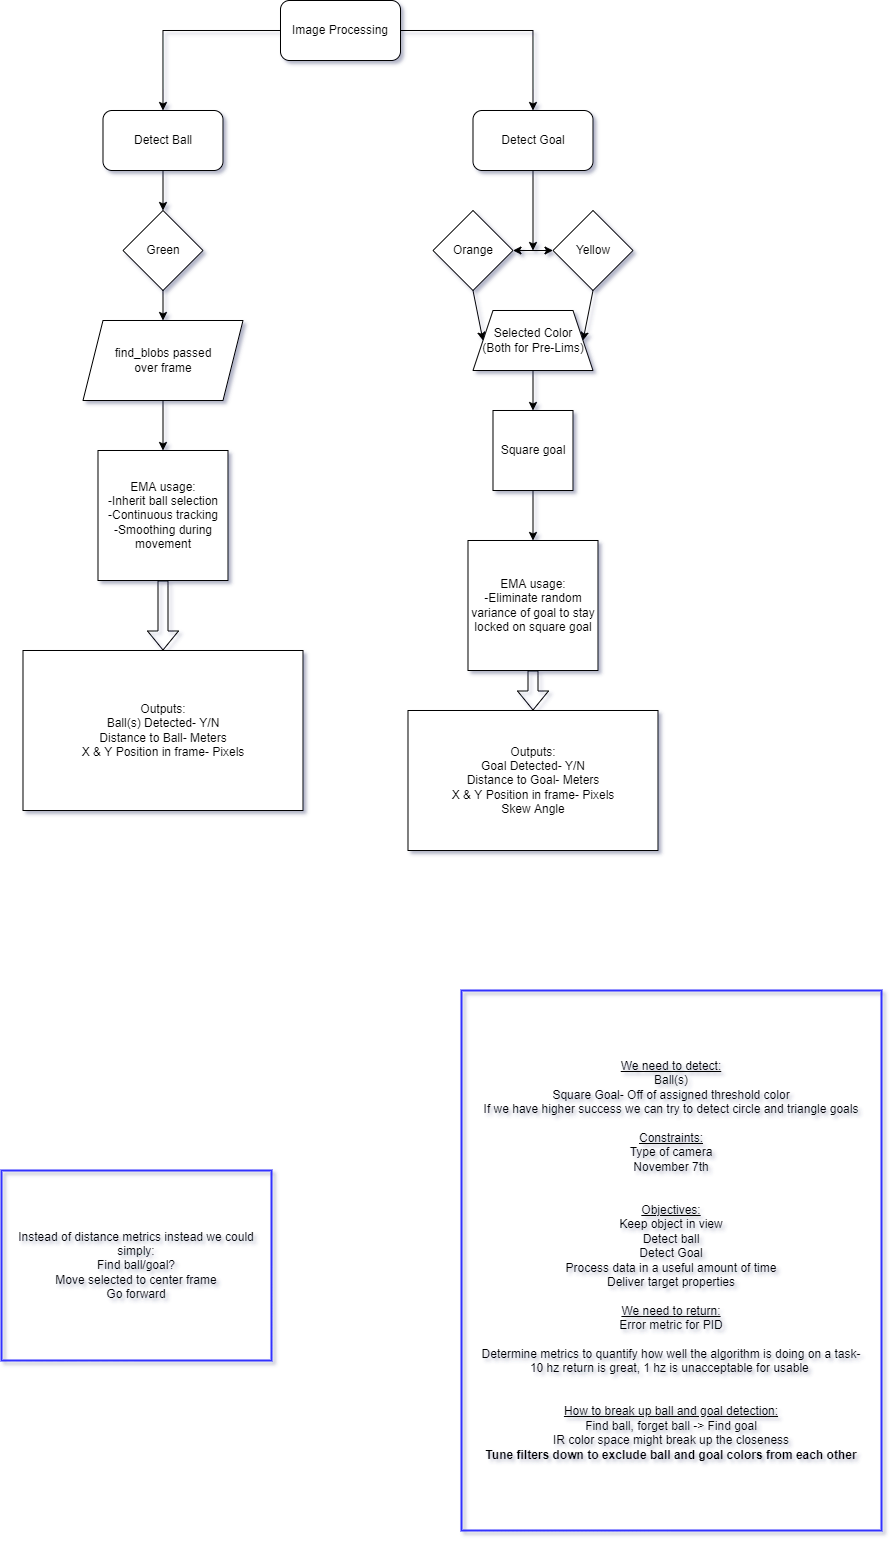 Image Processing
Detect Ball
Detect Goal
Green
Orange
Yellow
find_blobs passed
over frame
Selected Color
(Both for Pre-Lims)
Square goal
EMA usage:
-Inherit ball selection
-Continuous tracking
-Smoothing during
movement
EMA usage:
-Eliminate random
variance of goal to stay
locked on square goal
Outputs:
Ball(s) Detected- Y/N
Distance to Ball- Meters
X & Y Position in frame- Pixels
Outputs:
Goal Detected- Y/N
Distance to Goal- Meters
X & Y Position in frame- Pixels
Skew Angle
Instead of distance metrics instead we could
simply:
Find ball/goal?
Move selected to center frame
Go forward
We need to detect:
Ball(s)
Square Goal- Off of assigned threshold color
If we have higher success we can try to detect circle and triangle goals
Constraints:
Type of camera
November 7th
Objectives:
Keep object in view
Detect ball
Detect Goal
Process data in a useful amount of time
Deliver target properties
We need to return:
Error metric for PID
Determine metrics to quantify how well the algorithm is doing on a task-
10 hz return is great, 1 hz is unacceptable for usable
How to break up ball and goal detection:
Find ball, forget ball -> Find goal
IR color space might break up the closeness
Tune filters down to exclude ball and goal colors from each other